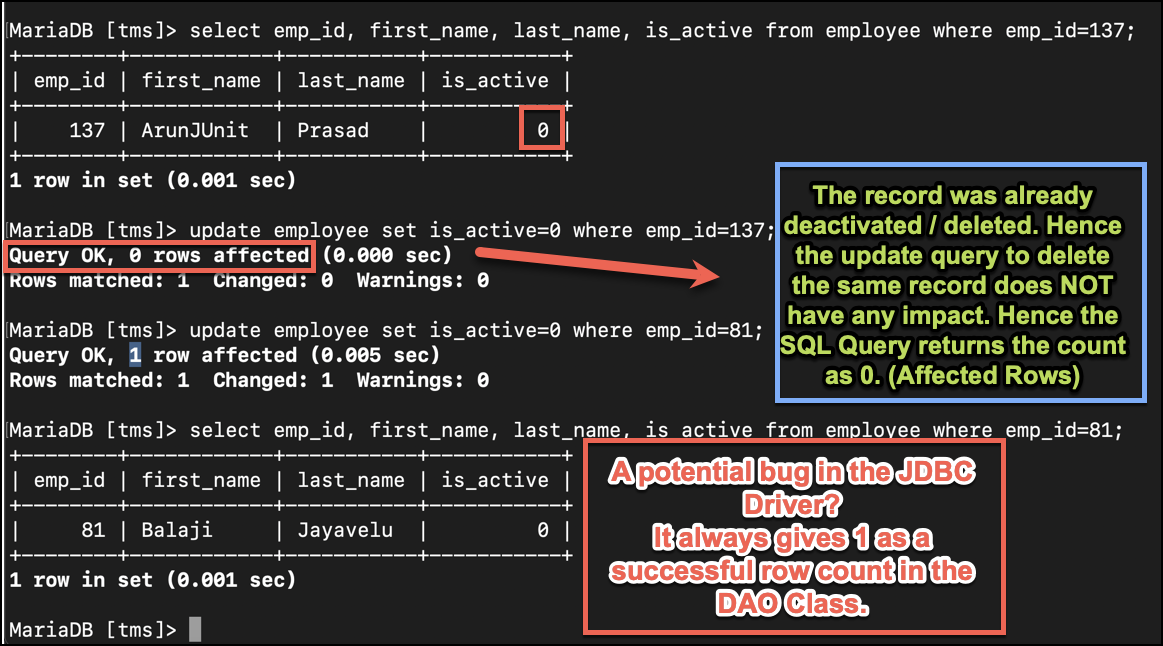 MariaDB [tms]> select emp_id, first_name, last_name, is_active from employee where emp_id=137;
+--------+------------+-----------+-----------+
| emp_id | first_name | last_name | is_active |
+--------+------------+-----------+-----------+
|    137 | ArunJUnit  | Prasad    |         0 |
+--------+------------+-----------+-----------+
1 row in set (0.001 sec)
MariaDB [tms]> update employee set is_active=0 where emp_id=137;
Query OK, 0 rows affected (0.000 sec)
Rows matched: 1  Changed: 0  Warnings: 0
The record was already
deactivated / deleted. Hence
the update query to delete
the same record does NOT
have any impact. Hence the
SQL Query returns the count
as 0. (Affected Rows)
MariaDB [tms]> update employee set is_active=0 where emp_id=81;
Query OK, 1 row affected (0.005 sec)
Rows matched: 1  Changed: 1  Warnings: 0
MariaDB [tms]> select emp_id, first_name, last_name, is_active from employee where emp_id=81;
+--------+------------+-----------+-----------+
| emp_id | first_name | last_name | is_active |
+--------+------------+-----------+-----------+
|     81 | Balaji     | Jayavelu  |         0 |
+--------+------------+-----------+-----------+
1 row in set (0.001 sec)
A potential bug in the JDBC
Driver?
It always gives 1 as a
successful row count in the
DAO Class.
MariaDB [tms]>